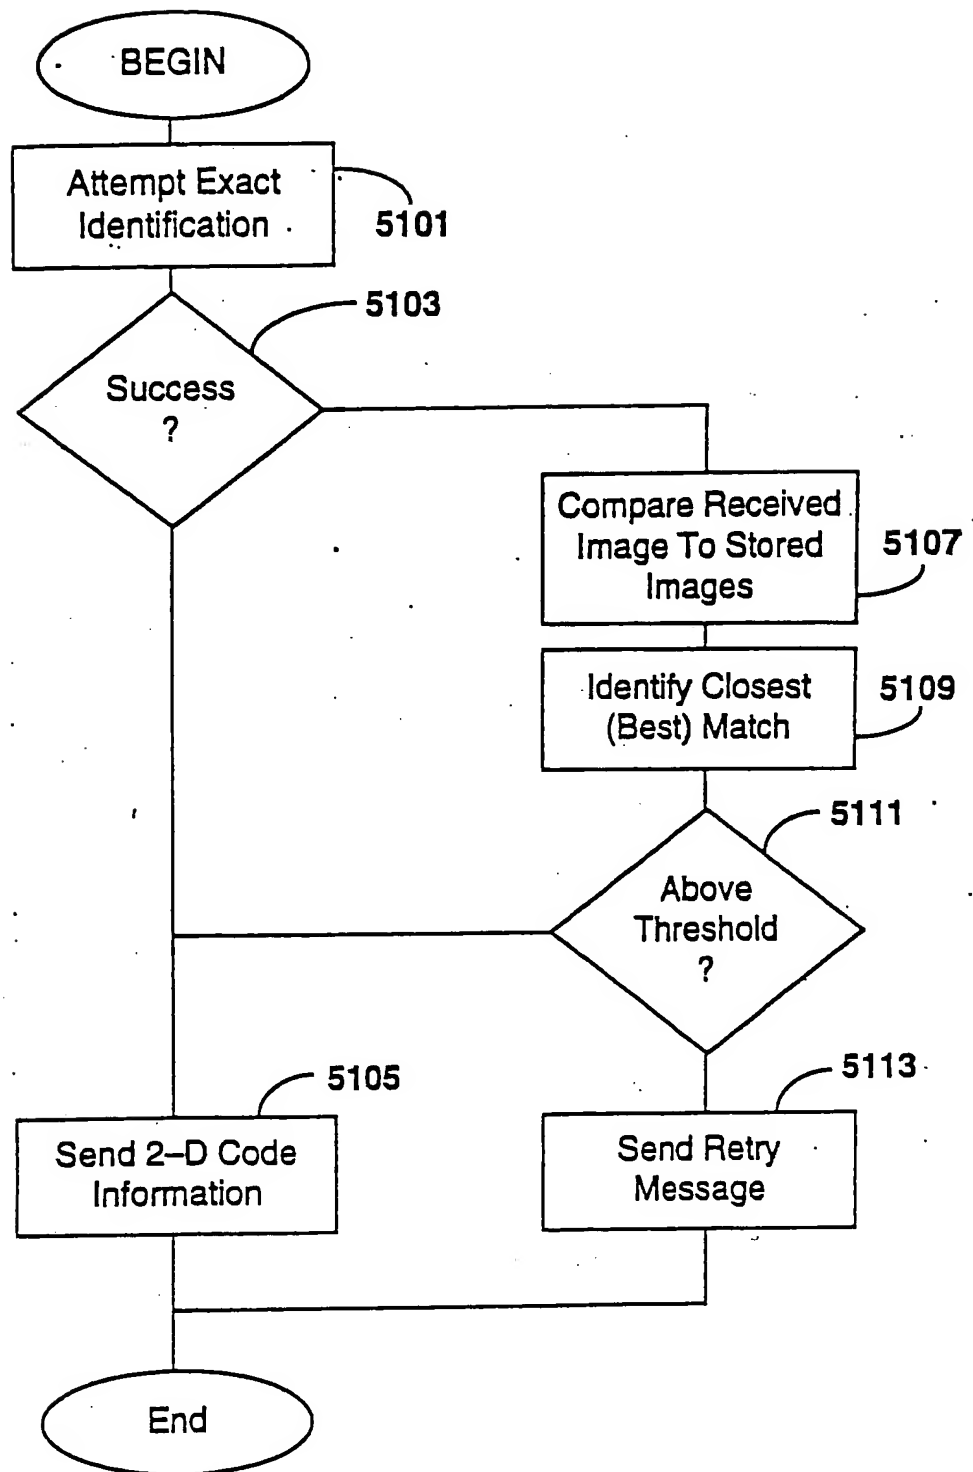 BEGIN
Attempt Exact
Identification
5101
5103
Success
?
Compare Received
Image To Stored
Images
5107
Identify Closest
(Best) Match
5109
5111
Above
Threshold
?
5105
Send 2–D Code
Information
5113
Send Retry
Message
End